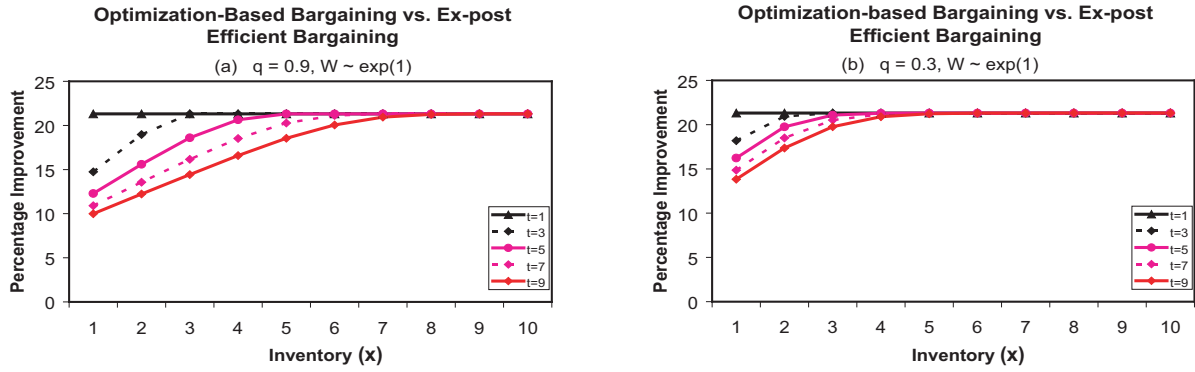 Optimization-Based Bargaining vs. Ex-post
Efficient Bargaining
(a) q = 0.9, W ~ exp(1)
Percentage Improvement
25
20
15
10
5
0
t=1
t=3
t=5
t=7
t=9
1 2 3 4 5 6 7 8 9 10
Inventory (x)
Optimization-based Bargaining vs. Ex-post
Efficient Bargaining
(b) q = 0.3, W ~ exp(1)
Percentage Improvement
25
20
15
10
5
0
t=1
t=3
t=5
t=7
t=9
1 2 3 4 5 6 7 8 9 10
Inventory (x)